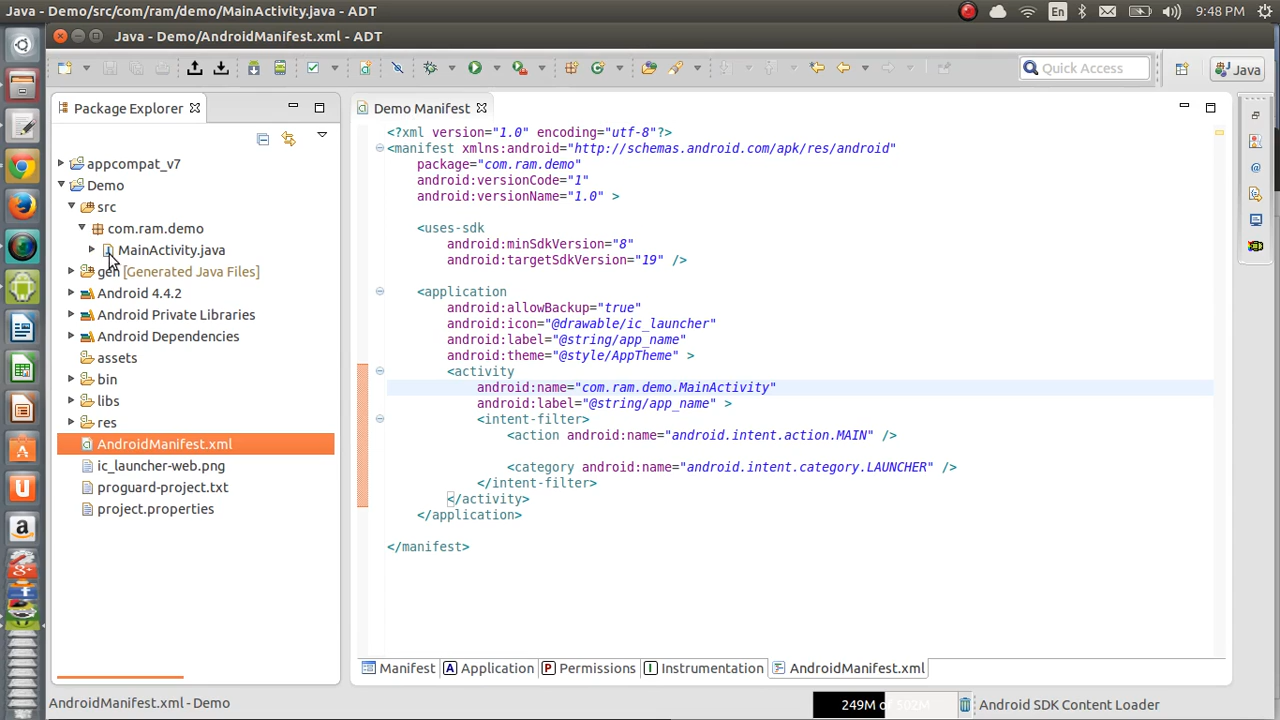 Java - Demo/src/com/ram/demo/MainActivity.java - ADT
En
9:48 PM
Java - Demo/AndroidManifest.xml - ADT
Quick Access
Java
Package Explorer
Demo Manifest
appcompat_v7
Demo
src
com.ram.demo
MainActivity.java
gen [Generated Java Files]
Android 4.4.2
Android Private Libraries
Android Dependencies
assets
bin
libs
res
AndroidManifest.xml
ic_launcher-web.png
proguard-project.txt
project.properties
<?xml version="1.0" encoding="utf-8"?>
<manifest xmlns:android="http://schemas.android.com/apk/res/android"
package="com.ram.demo"
android:versionCode="1"
android:versionName="1.0" >
<uses-sdk
android:minSdkVersion="8"
android:targetSdkVersion="19" />
<application
android:allowBackup="true"
android:icon="@drawable/ic_launcher"
android:label="@string/app_name"
android:theme="@style/AppTheme" >
<activity
android:name="com.ram.demo.MainActivity"
android:label="@string/app_name" >
<intent-filter>
<action android:name="android.intent.action.MAIN" />
<category android:name="android.intent.category.LAUNCHER" />
</intent-filter>
</activity>
</application>
</manifest>
Manifest
A Application
P Permissions
I Instrumentation
AndroidManifest.xml
AndroidManifest.xml - Demo
249M of 502M
Android SDK Content Loader